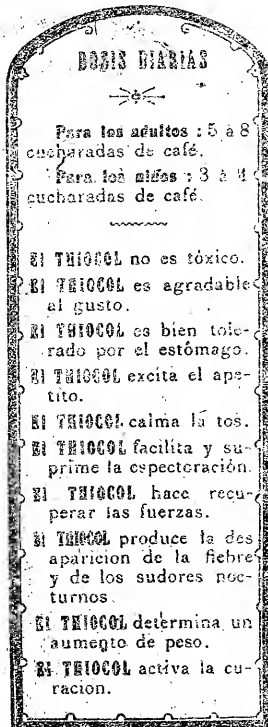 DOSIS DIARIAS
Para los adultos : 5 á 8
cucharadas de café.
Para los niños : 3 á 4
cucharadas de café.
El THIOCOL no es tóxico.
El THIOCOL es agradable
al gusto.
El THIOCOL es bien tole-
rado por el estómago.
El THIOCOL excita el ape-
tito.
El THIOCOL calma la tos.
El THIOCOL facilita y su-
prime la espectoración.
El THIOCOL hace recu-
perar las fuerzas.
El THIOCOL produce la des
aparicion de la fiebre
y de los sudores noc-
turnos.
El THIOCOL determina un
aumento de peso.
El THIOCOL activa la cu-
racion.